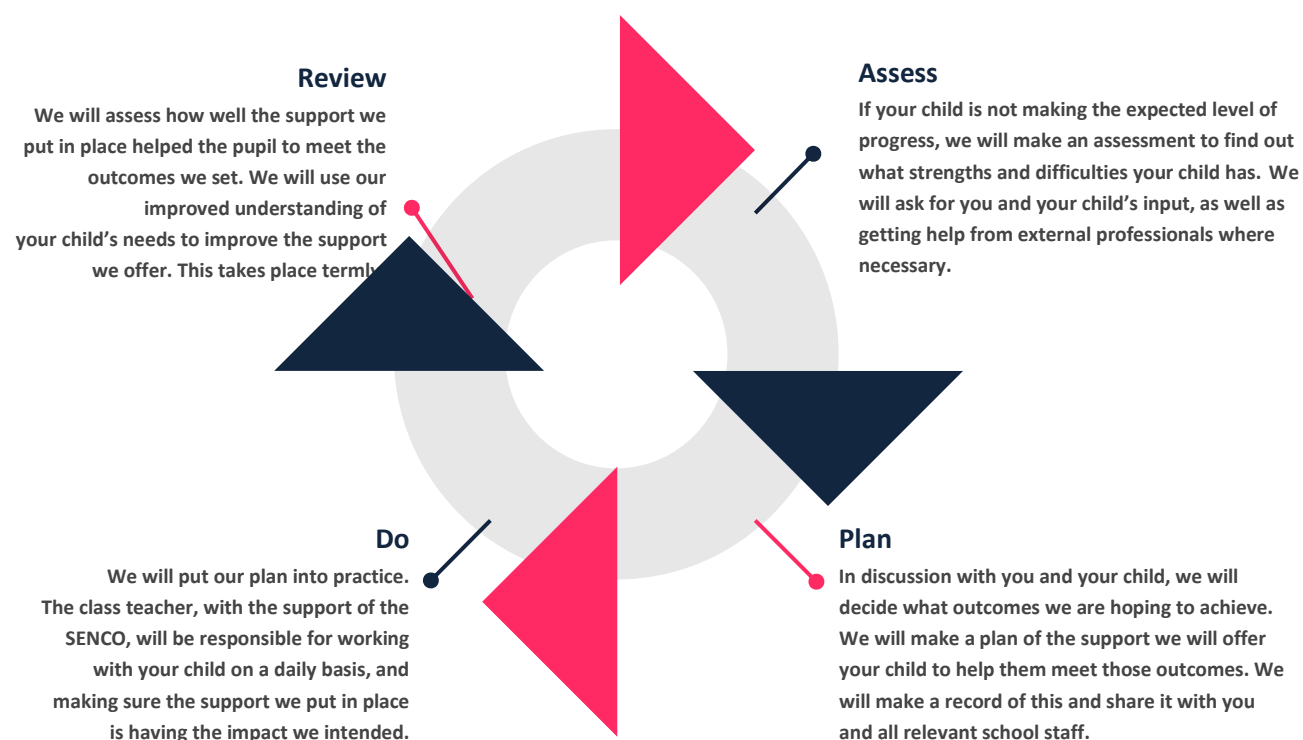 Review
We will assess how well the support we
put in place helped the pupil to meet the
outcomes we set. We will use our
improved understanding of
your child's needs to improve the support
we offer. This takes place termly.
Assess
If your child is not making the expected level of
progress, we will make an assessment to find out
what strengths and difficulties your child has. We
will ask for you and your child's input, as well as
getting help from external professionals where
necessary.
Do
We will put our plan into practice.
The class teacher, with the support of the
SENCO, will be responsible for working
with your child on a daily basis, and
making sure the support we put in place
is having the impact we intended.
Plan
In discussion with you and your child, we will
decide what outcomes we are hoping to achieve.
We will make a plan of the support we will offer
your child to help them meet those outcomes. We
will make a record of this and share it with you
and all relevant school staff.